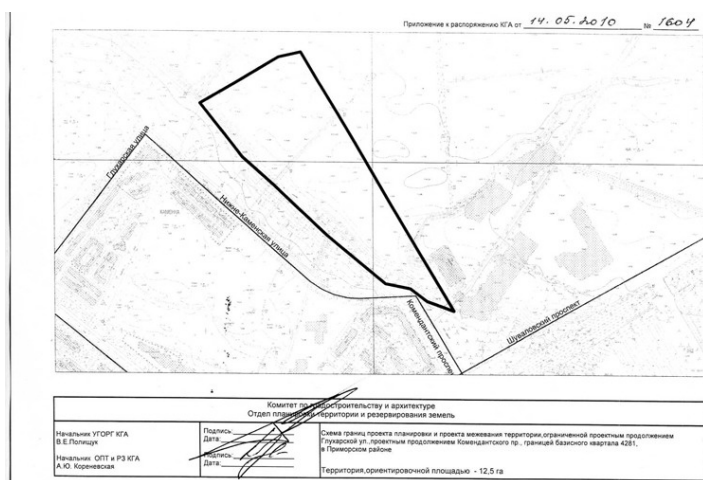 Приложение к распоряжению КГА от 14.05.2010 № 1604
Глухарская улица
Нижне-Каменская улица
Комендантский проспект
Шуваловский проспект
Комитет по градостроительству и архитектуре
Отдел планировки территории и резервирования земель
Начальник УГОРГ КГА
В.Е.Полищук
Подпись:
Дата:
Начальник ОПТ и РЗ КГА
А.Ю. Кореневская
Подпись:
Дата:
Схема границ проекта планировки и проекта межевания территории,ограниченной проектным продолжением
Глухарской ул.,проектным продолжением Комендантского пр., границей базисного квартала 4281,
в Приморском районе
Территория,ориентировочной площадью - 12,5 га